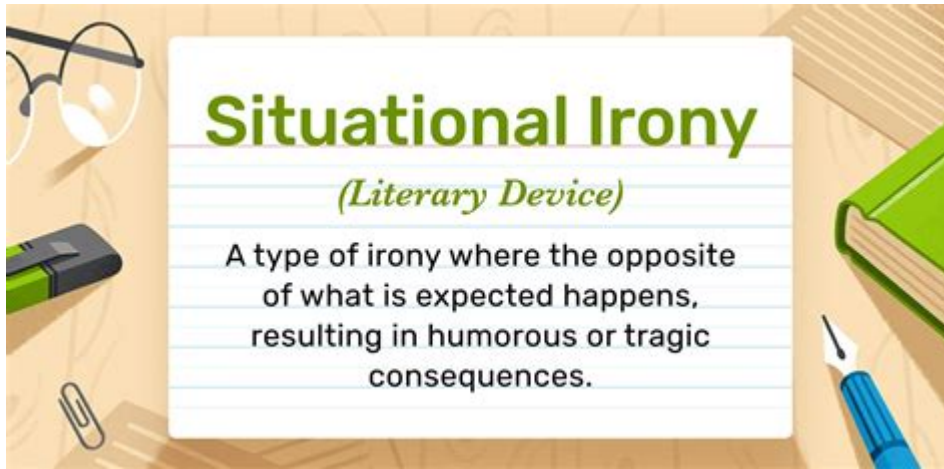 Situational Irony
(Literary Device)
A type of irony where the opposite
of what is expected happens,
resulting in humorous or tragic
consequences.